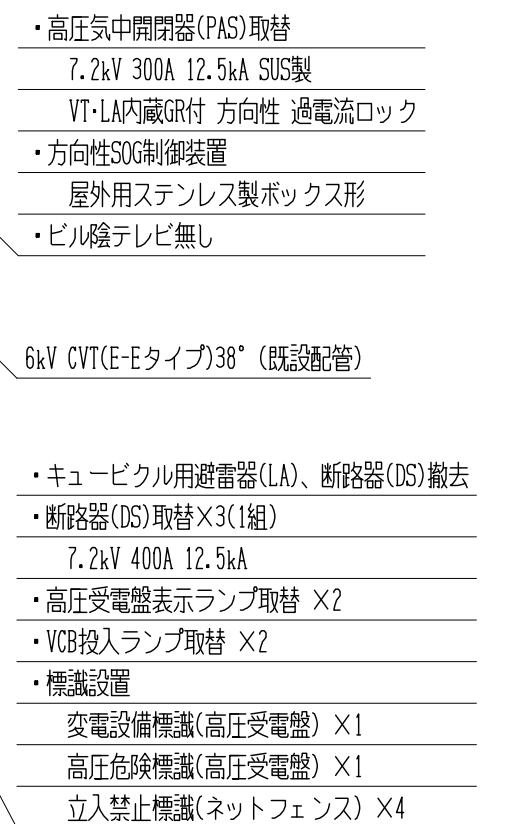 ・高圧気中開閉器(PAS)取替
7.2kV 300A 12.5kA SUS製
VT・LA内蔵GR付 方向性 過電流ロック
・方向性SOG制御装置
屋外用ステンレス製ボックス形
・ビル陰テレビ無し
6kV CVT(E-Eタイプ)38°(既設配管)
・キュービクル用避雷器(LA)、断路器(DS)撤去
・断路器(DS)取替×3(1組)
7.2kV 400A 12.5kA
・高圧受電盤表示ランプ取替 ×2
・VCB投入ランプ取替 ×2
・標識設置
変電設備標識(高圧受電盤) ×1
高圧危険標識(高圧受電盤) ×1
立入禁止標識(ネットフェンス) ×4